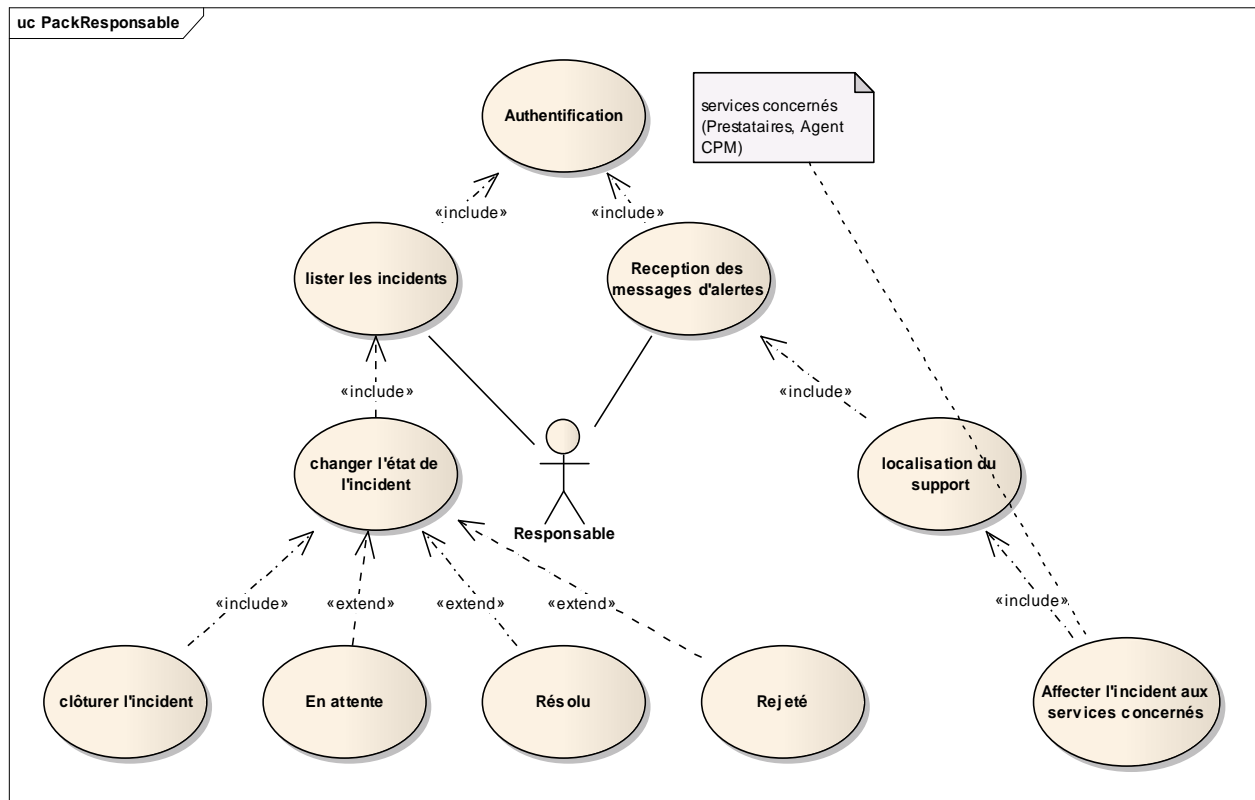 uc PackResponsable
Authentification
services concernés
(Prestataires, Agent
CPM)
«include»
«include»
lister les incidents
Reception des
messages d'alertes
«include»
«include»
changer l'état de
l'incident
localisation du
support
Responsable
«include»
«extend»
«extend»
«extend»
«include»
clôturer l'incident
En attente
Résolu
Rejeté
Affecter l'incident aux
services concernés